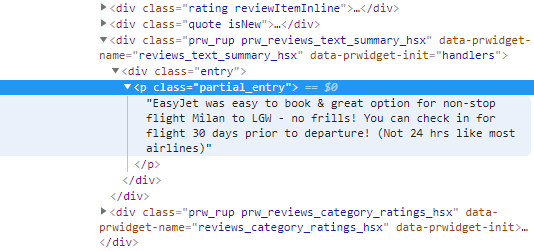 ▶<div class="rating reviewItemInline">…</div>
▶<div class="quote isNew">…</div>
▼<div class="prw_rup prw_reviews_text_summary_hsx" data-prwidget-
name="reviews_text_summary_hsx" data-prwidget-init="handlers">
▼<div class="entry">
▼<p class="partial_entry"> == $0
"EasyJet was easy to book & great option for non-stop
flight Milan to LGW - no frills! You can check in for
flight 30 days prior to departure! (Not 24 hrs like most
airlines)"
</p>
</div>
</div>
▶<div class="prw_rup prw_reviews_category_ratings_hsx" data-
prwidget-name="reviews_category_ratings_hsx" data-prwidget-init>…
</div>